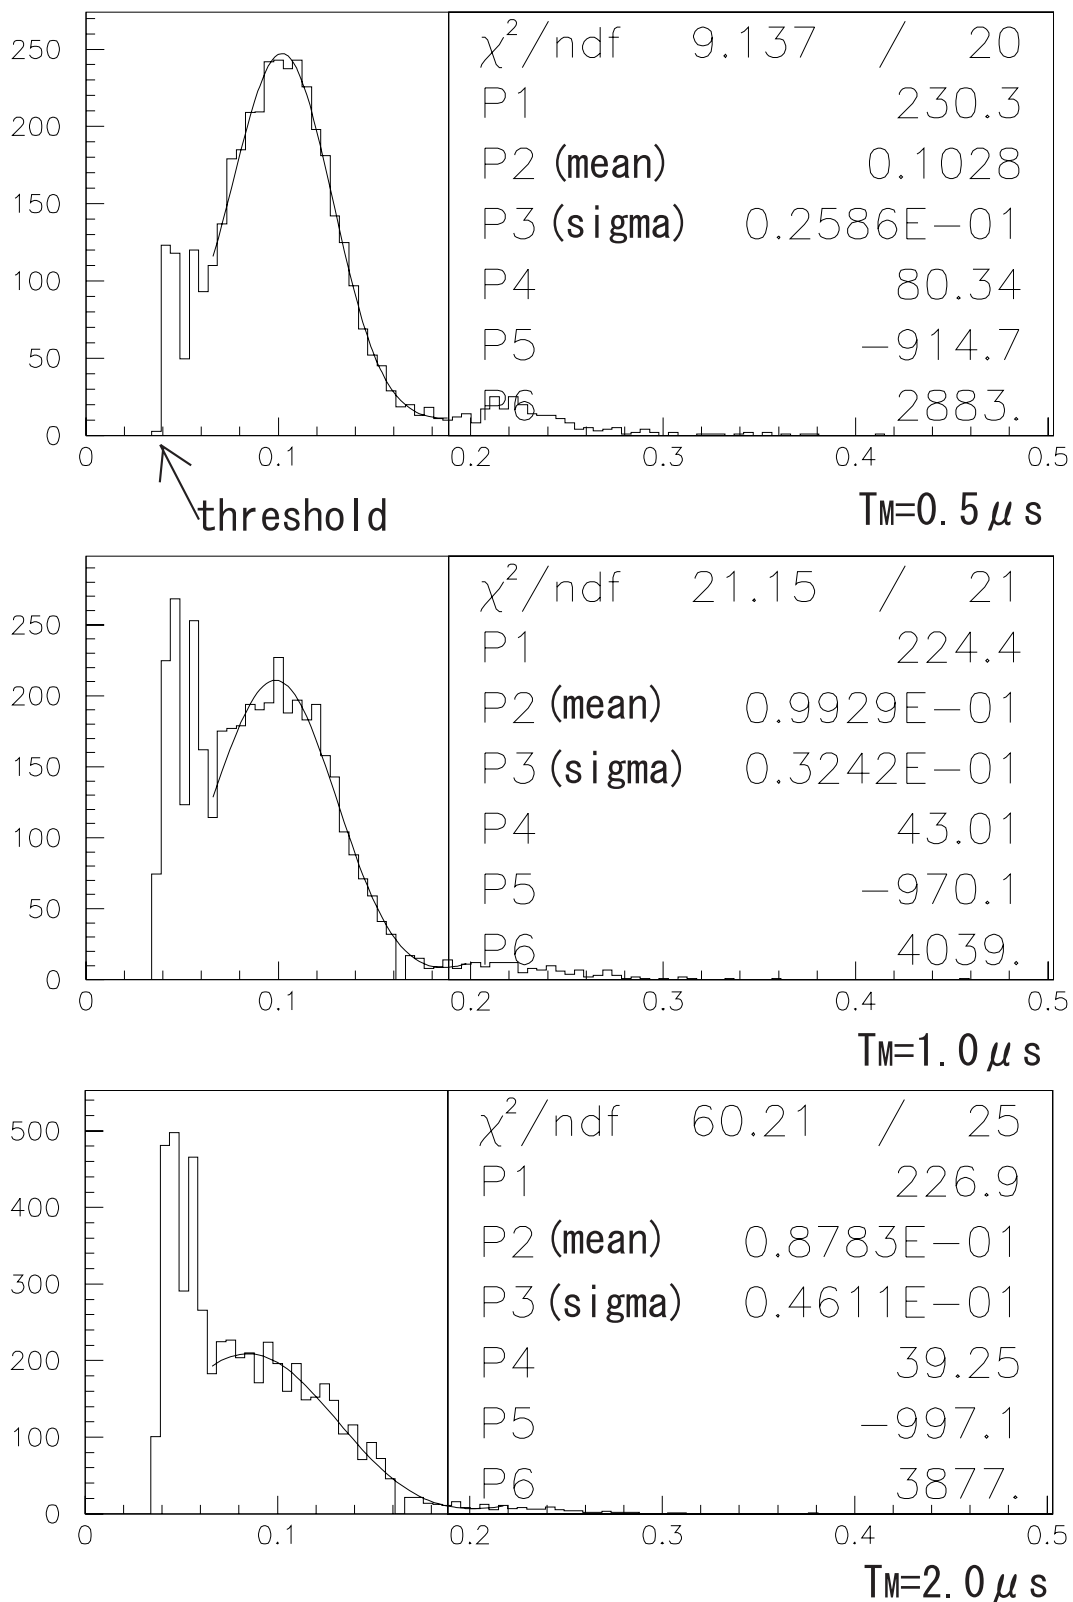 250
200
150
100
50
0
χ²/ndf 9.137 / 20
P1 230.3
P2 (mean) 0.1028
P3 (sigma) 0.2586E−01
P4 80.34
P5 −914.7
P6 2883.
0 0.1 0.2 0.3 0.4 0.5
threshold
TM=0.5 μs
250
200
150
100
50
0
χ²/ndf 21.15 / 21
P1 224.4
P2 (mean) 0.9929E−01
P3 (sigma) 0.3242E−01
P4 43.01
P5 −970.1
P6 4039.
0 0.1 0.2 0.3 0.4 0.5
TM=1.0 μs
500
400
300
200
100
0
χ²/ndf 60.21 / 25
P1 226.9
P2 (mean) 0.8783E−01
P3 (sigma) 0.4611E−01
P4 39.25
P5 −997.1
P6 3877.
0 0.1 0.2 0.3 0.4 0.5
TM=2.0 μs